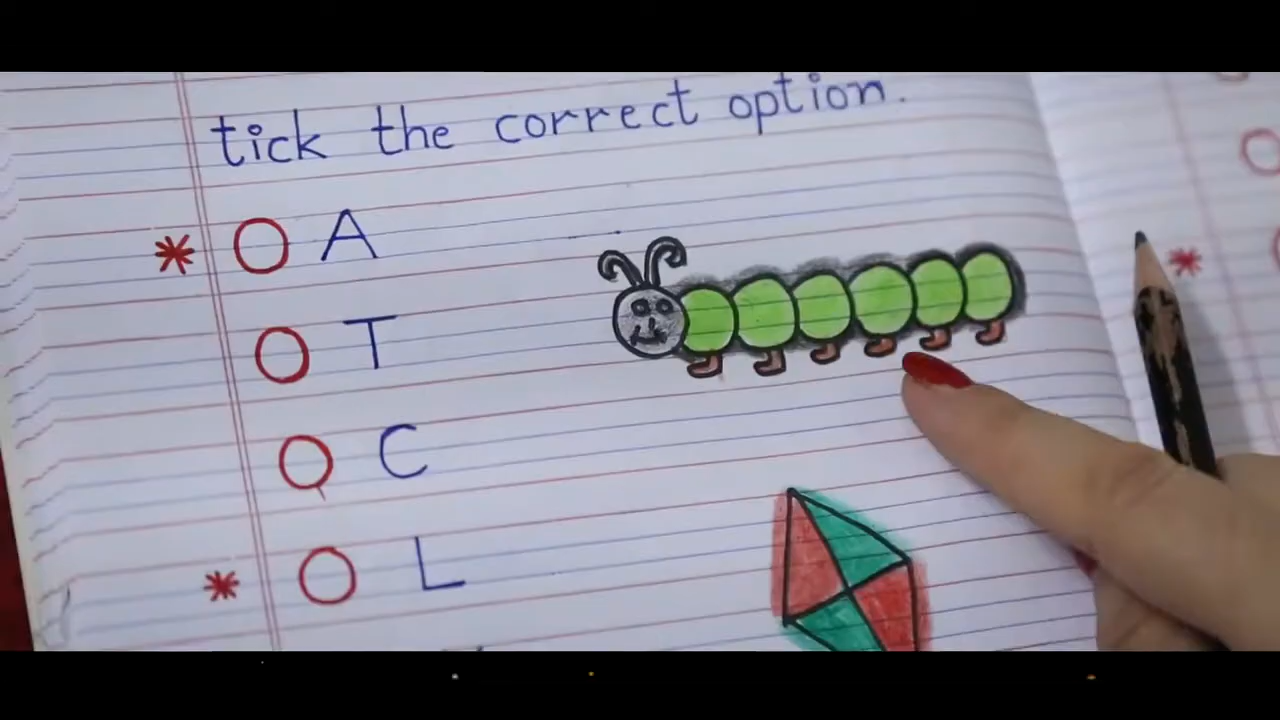 tick the correct option.
* O A
O T
O C
* O L